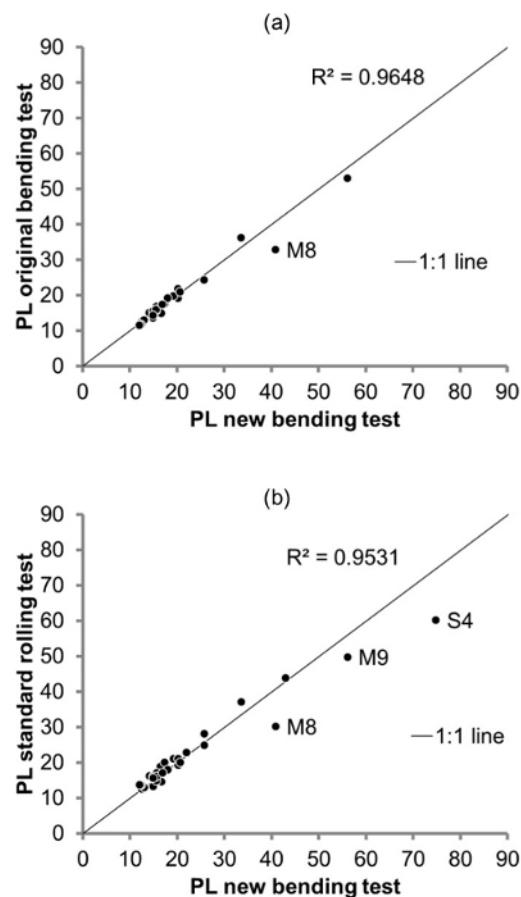 (a)
R² = 0.9648
PL original bending test
90
80
70
60
50
40
30
20
10
0
M8
1:1 line
0 10 20 30 40 50 60 70 80 90
PL new bending test
(b)
R² = 0.9531
PL standard rolling test
90
80
70
60
50
40
30
20
10
0
S4
M9
M8
1:1 line
0 10 20 30 40 50 60 70 80 90
PL new bending test